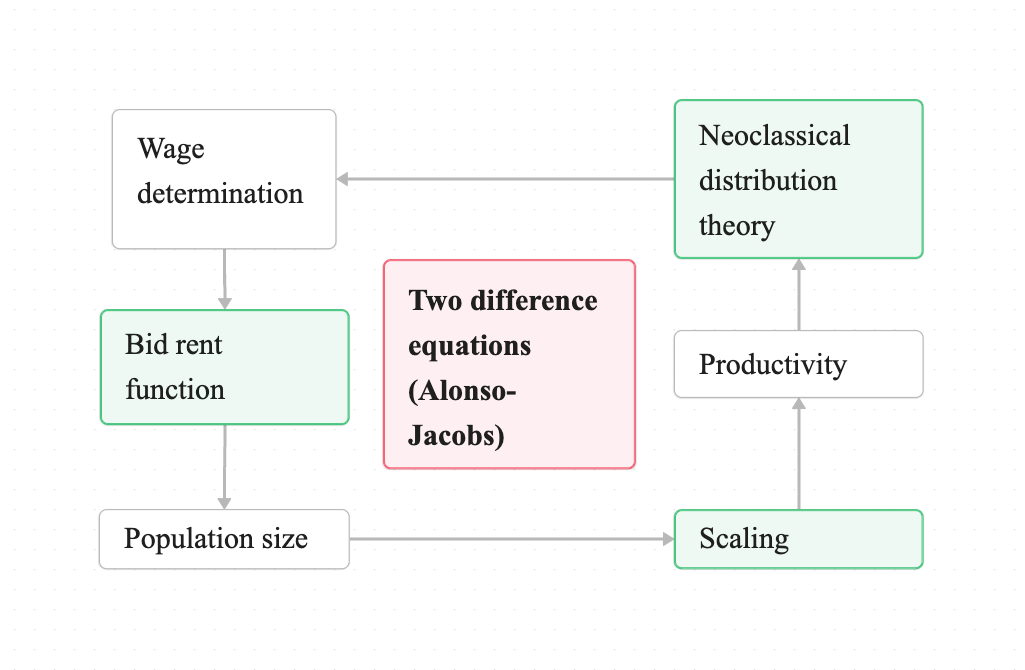 Wage
determination
Neoclassical
distribution
theory
Two difference
equations
(Alonso-
Jacobs)
Bid rent
function
Productivity
Population size
Scaling